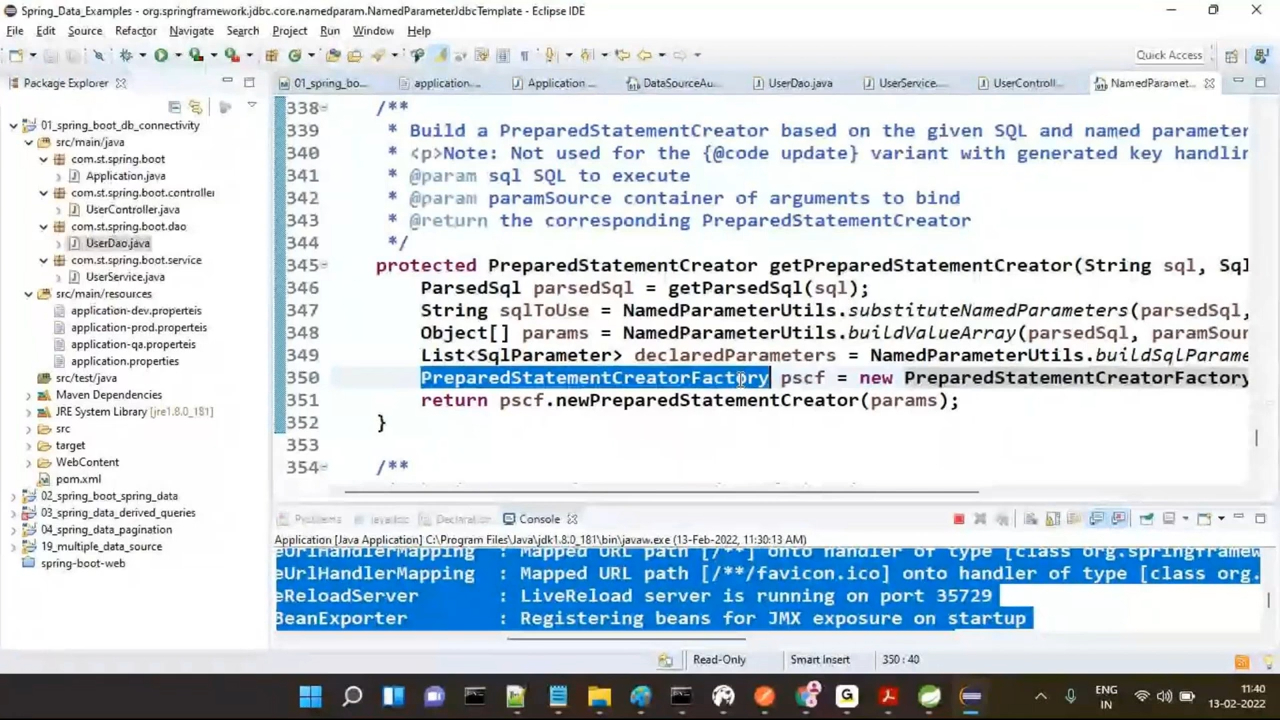 Spring_Data_Examples - org.springframework.jdbc.core.namedparam.NamedParameterJdbcTemplate - Eclipse IDE
File Edit Source Refactor Navigate Search Project Run Window Help
Quick Access
Package Explorer
01_spring_bo... application... Application ... DataSourceAu... UserDao.java UserService.... UserControll... NamedParamet...
01_spring_boot_db_connectivity
src/main/java
com.st.spring.boot
Application.java
com.st.spring.boot.controller
UserController.java
com.st.spring.boot.dao
UserDao.java
com.st.spring.boot.service
UserService.java
src/main/resources
application-dev.properteis
application-prod.properteis
application-qa.properteis
application.properties
src/test/java
Maven Dependencies
JRE System Library [jre1.8.0_181]
src
target
WebContent
pom.xml
02_spring_boot_spring_data
03_spring_data_derived_queries
04_spring_data_pagination
19_multiple_data_source
spring-boot-web
338 /**
339 * Build a PreparedStatementCreator based on the given SQL and named parameter
340 * <p>Note: Not used for the {@code update} variant with generated key handlin
341 * @param sql SQL to execute
342 * @param paramSource container of arguments to bind
343 * @return the corresponding PreparedStatementCreator
344 */
345 protected PreparedStatementCreator getPreparedStatementCreator(String sql, Sql
346 ParsedSql parsedSql = getParsedSql(sql);
347 String sqlToUse = NamedParameterUtils.substituteNamedParameters(parsedSql,
348 Object[] params = NamedParameterUtils.buildValueArray(parsedSql, paramSour
349 List<SqlParameter> declaredParameters = NamedParameterUtils.buildSqlParame
350 PreparedStatementCreatorFactory pscf = new PreparedStatementCreatorFactory
351 return pscf.newPreparedStatementCreator(params);
352 }
353
354 /**
Problems Javadoc Declaration Console
Application [Java Application] C:\Program Files\Java\jdk1.8.0_181\bin\javaw.exe (13-Feb-2022, 11:30:13 AM)
eUrlHandlerMapping : Mapped URL path [/**] onto handler of type [class org.springframew
eUrlHandlerMapping : Mapped URL path [/**/favicon.ico] onto handler of type [class org.
eReloadServer : LiveReload server is running on port 35729
BeanExporter : Registering beans for JMX exposure on startup
Read-Only Smart Insert 350 : 40
ENG
IN
11:40
13-02-2022